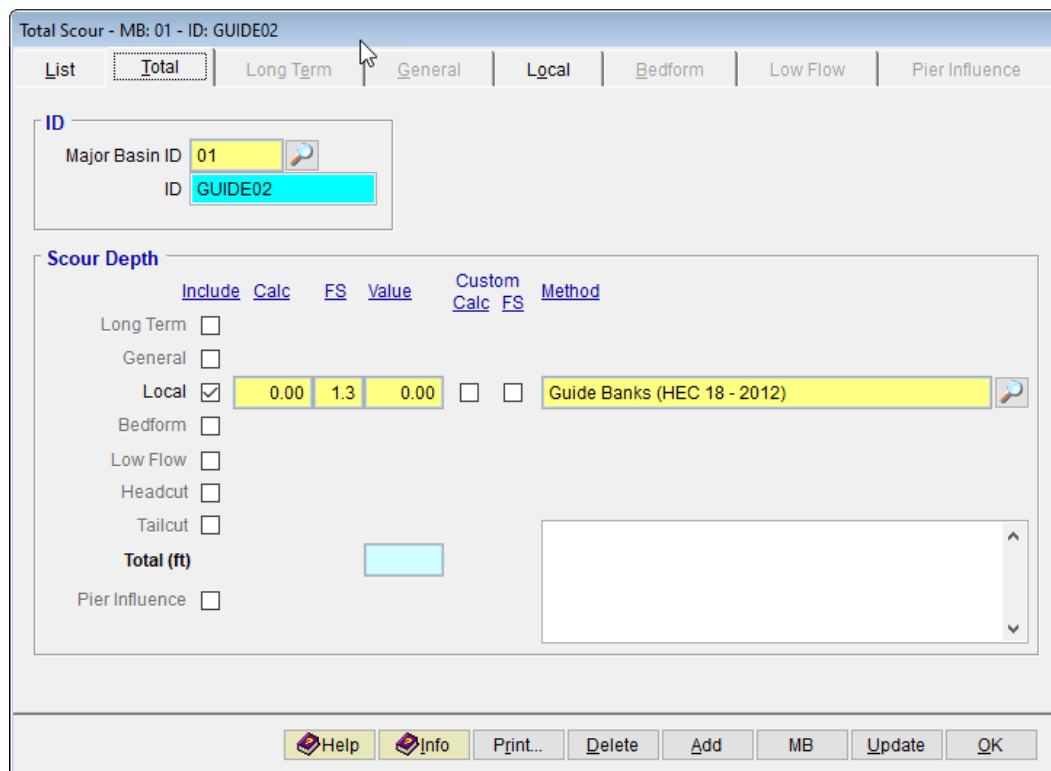 Total Scour - MB: 01 - ID: GUIDE02
List Total Long Term General Local Bedform Low Flow Pier Influence
ID
Major Basin ID 01
ID GUIDE02
Scour Depth
Include Calc FS Value Custom Calc FS Method
Long Term
General
Local 0.00 1.3 0.00 Guide Banks (HEC 18 - 2012)
Bedform
Low Flow
Headcut
Tailcut
Total (ft)
Pier Influence
Help Info Print... Delete Add MB Update OK